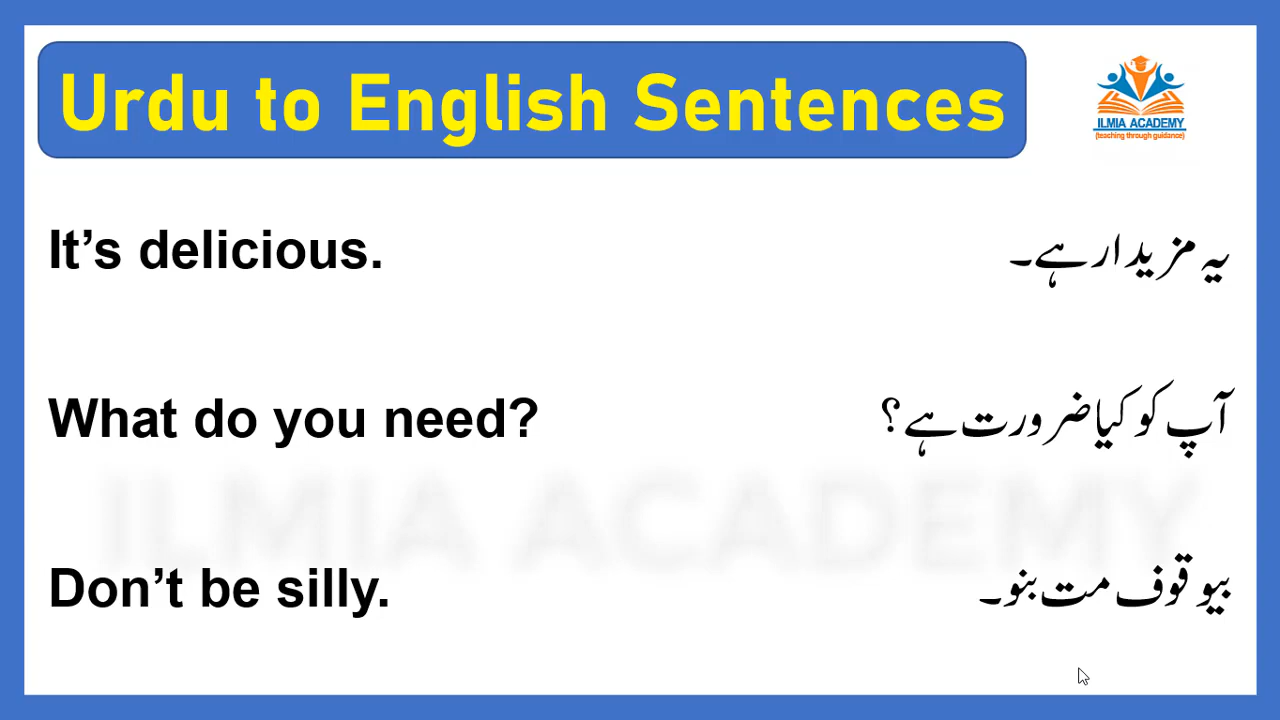 Urdu to English Sentences
ILMIA ACADEMY
(teaching through guidance)
It’s delicious.
یہ مزیدار ہے۔
What do you need?
آپ کو کیا ضرورت ہے؟
ILMIA ACADEMY
Don’t be silly.
بیوقوف مت بنو۔